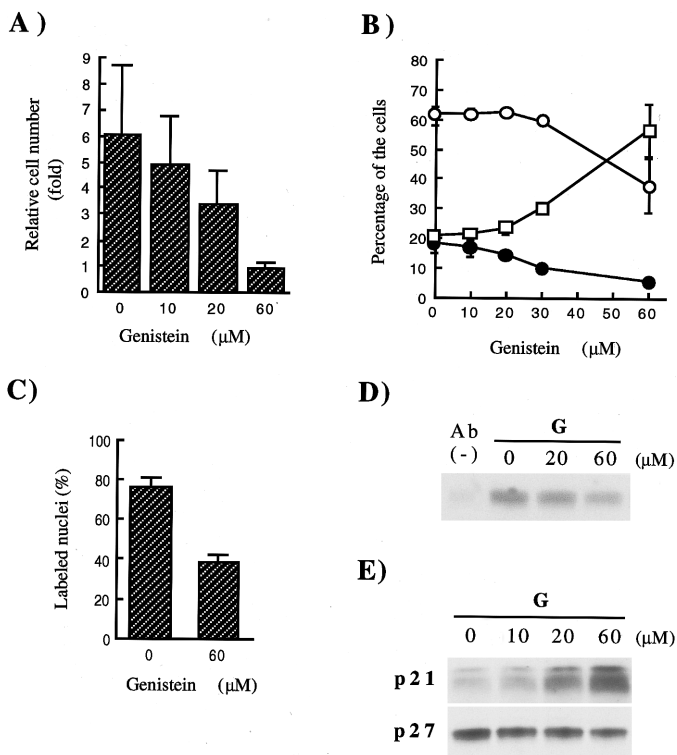 A)
9
8
7
6
5
4
3
2
1
0
Relative cell number
(fold)
0 10 20 60
Genistein (μM)
B)
80
70
60
50
40
30
20
10
0
Percentage of the cells
0 10 20 30 40 50 60
Genistein (μM)
C)
100
80
60
40
20
0
Labeled nuclei (%)
0 60
Genistein (μM)
D)
Ab
(-)
G
0 20 60 (μM)
E)
G
0 10 20 60 (μM)
p21
p27